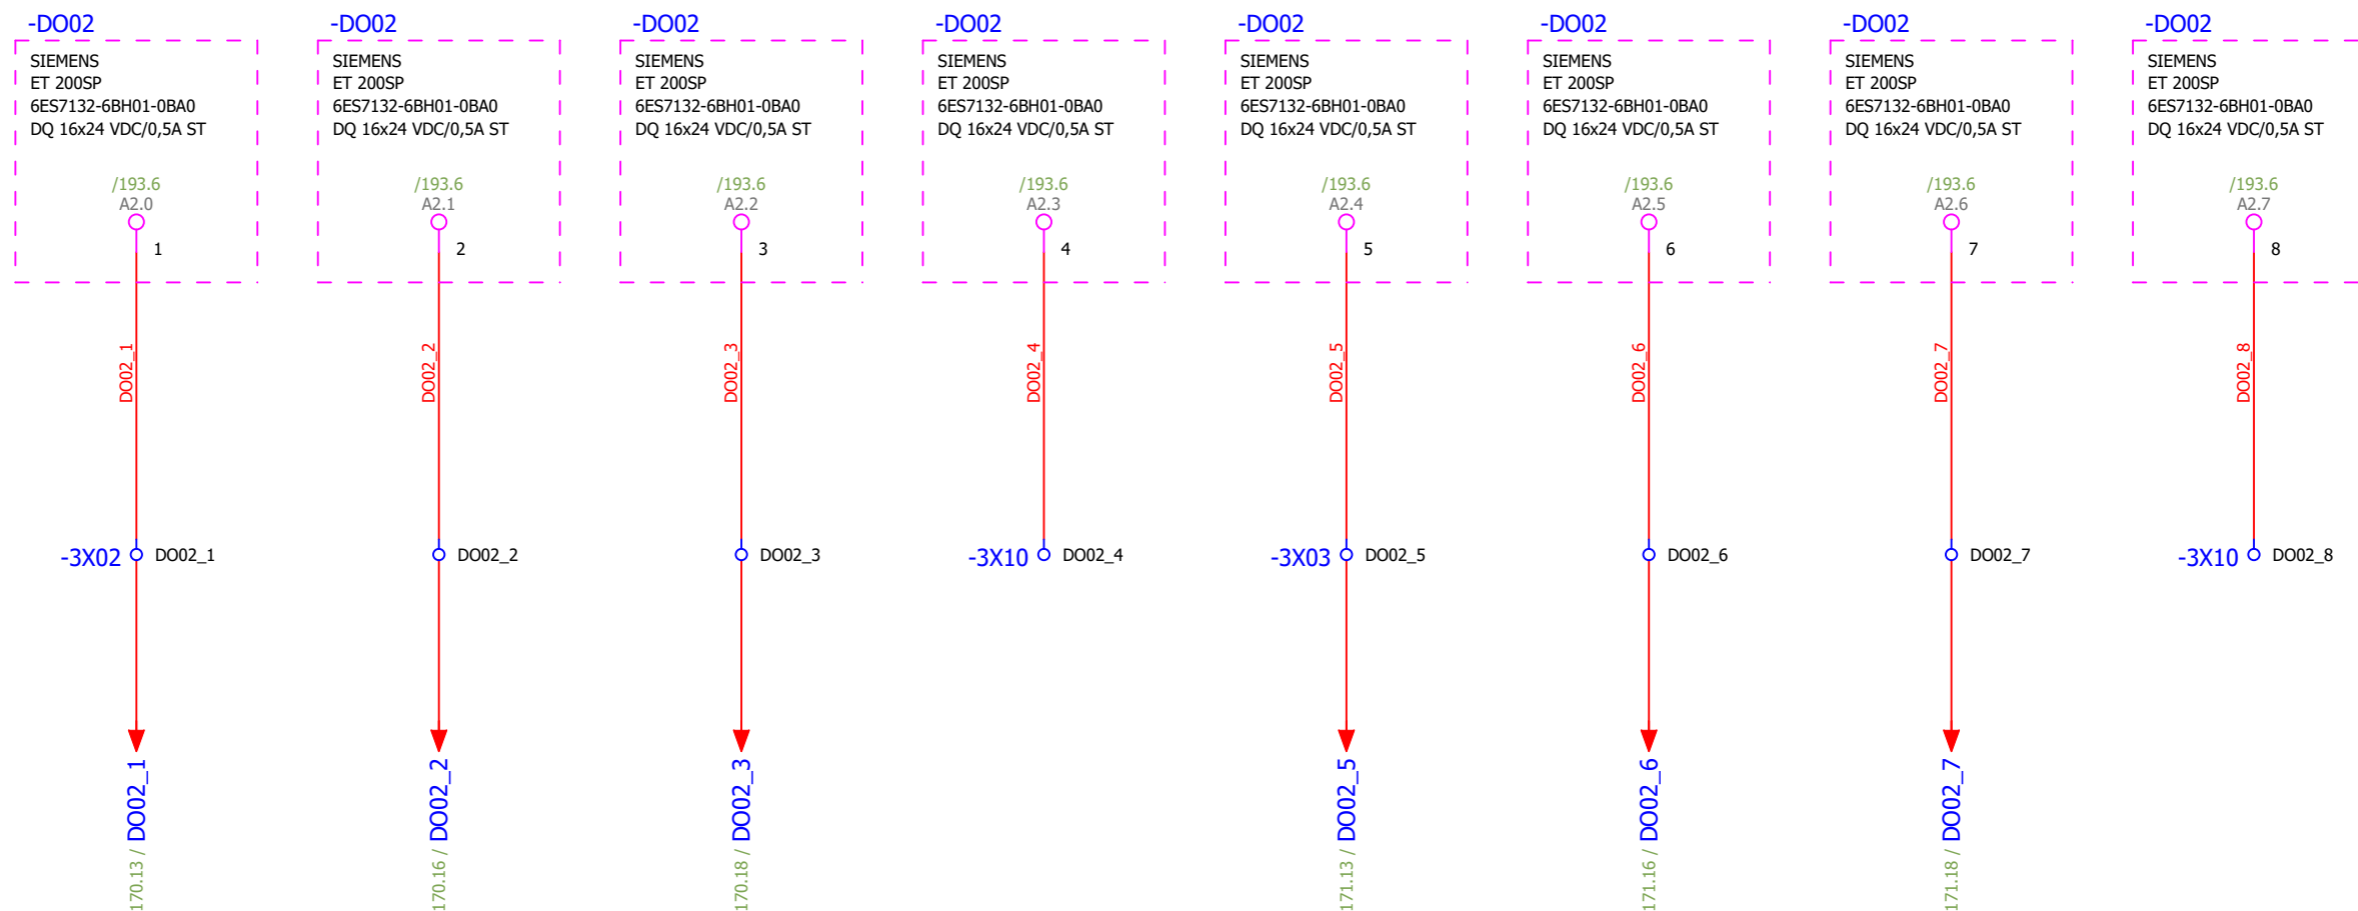 -DO02
SIEMENS
ET 200SP
6ES7132-6BH01-0BA0
DQ 16x24 VDC/0,5A ST
/193.6
A2.0
1
DO02_1
-3X02
DO02_1
DO02_1
170.13 /
-DO02
SIEMENS
ET 200SP
6ES7132-6BH01-0BA0
DQ 16x24 VDC/0,5A ST
/193.6
A2.1
2
DO02_2
DO02_2
DO02_2
170.16 /
-DO02
SIEMENS
ET 200SP
6ES7132-6BH01-0BA0
DQ 16x24 VDC/0,5A ST
/193.6
A2.2
3
DO02_3
DO02_3
DO02_3
170.18 /
-DO02
SIEMENS
ET 200SP
6ES7132-6BH01-0BA0
DQ 16x24 VDC/0,5A ST
/193.6
A2.3
4
DO02_4
-3X10
DO02_4
-DO02
SIEMENS
ET 200SP
6ES7132-6BH01-0BA0
DQ 16x24 VDC/0,5A ST
/193.6
A2.4
5
DO02_5
-3X03
DO02_5
DO02_5
171.13 /
-DO02
SIEMENS
ET 200SP
6ES7132-6BH01-0BA0
DQ 16x24 VDC/0,5A ST
/193.6
A2.5
6
DO02_6
DO02_6
DO02_6
171.16 /
-DO02
SIEMENS
ET 200SP
6ES7132-6BH01-0BA0
DQ 16x24 VDC/0,5A ST
/193.6
A2.6
7
DO02_7
DO02_7
DO02_7
171.18 /
-DO02
SIEMENS
ET 200SP
6ES7132-6BH01-0BA0
DQ 16x24 VDC/0,5A ST
/193.6
A2.7
8
DO02_8
-3X10
DO02_8